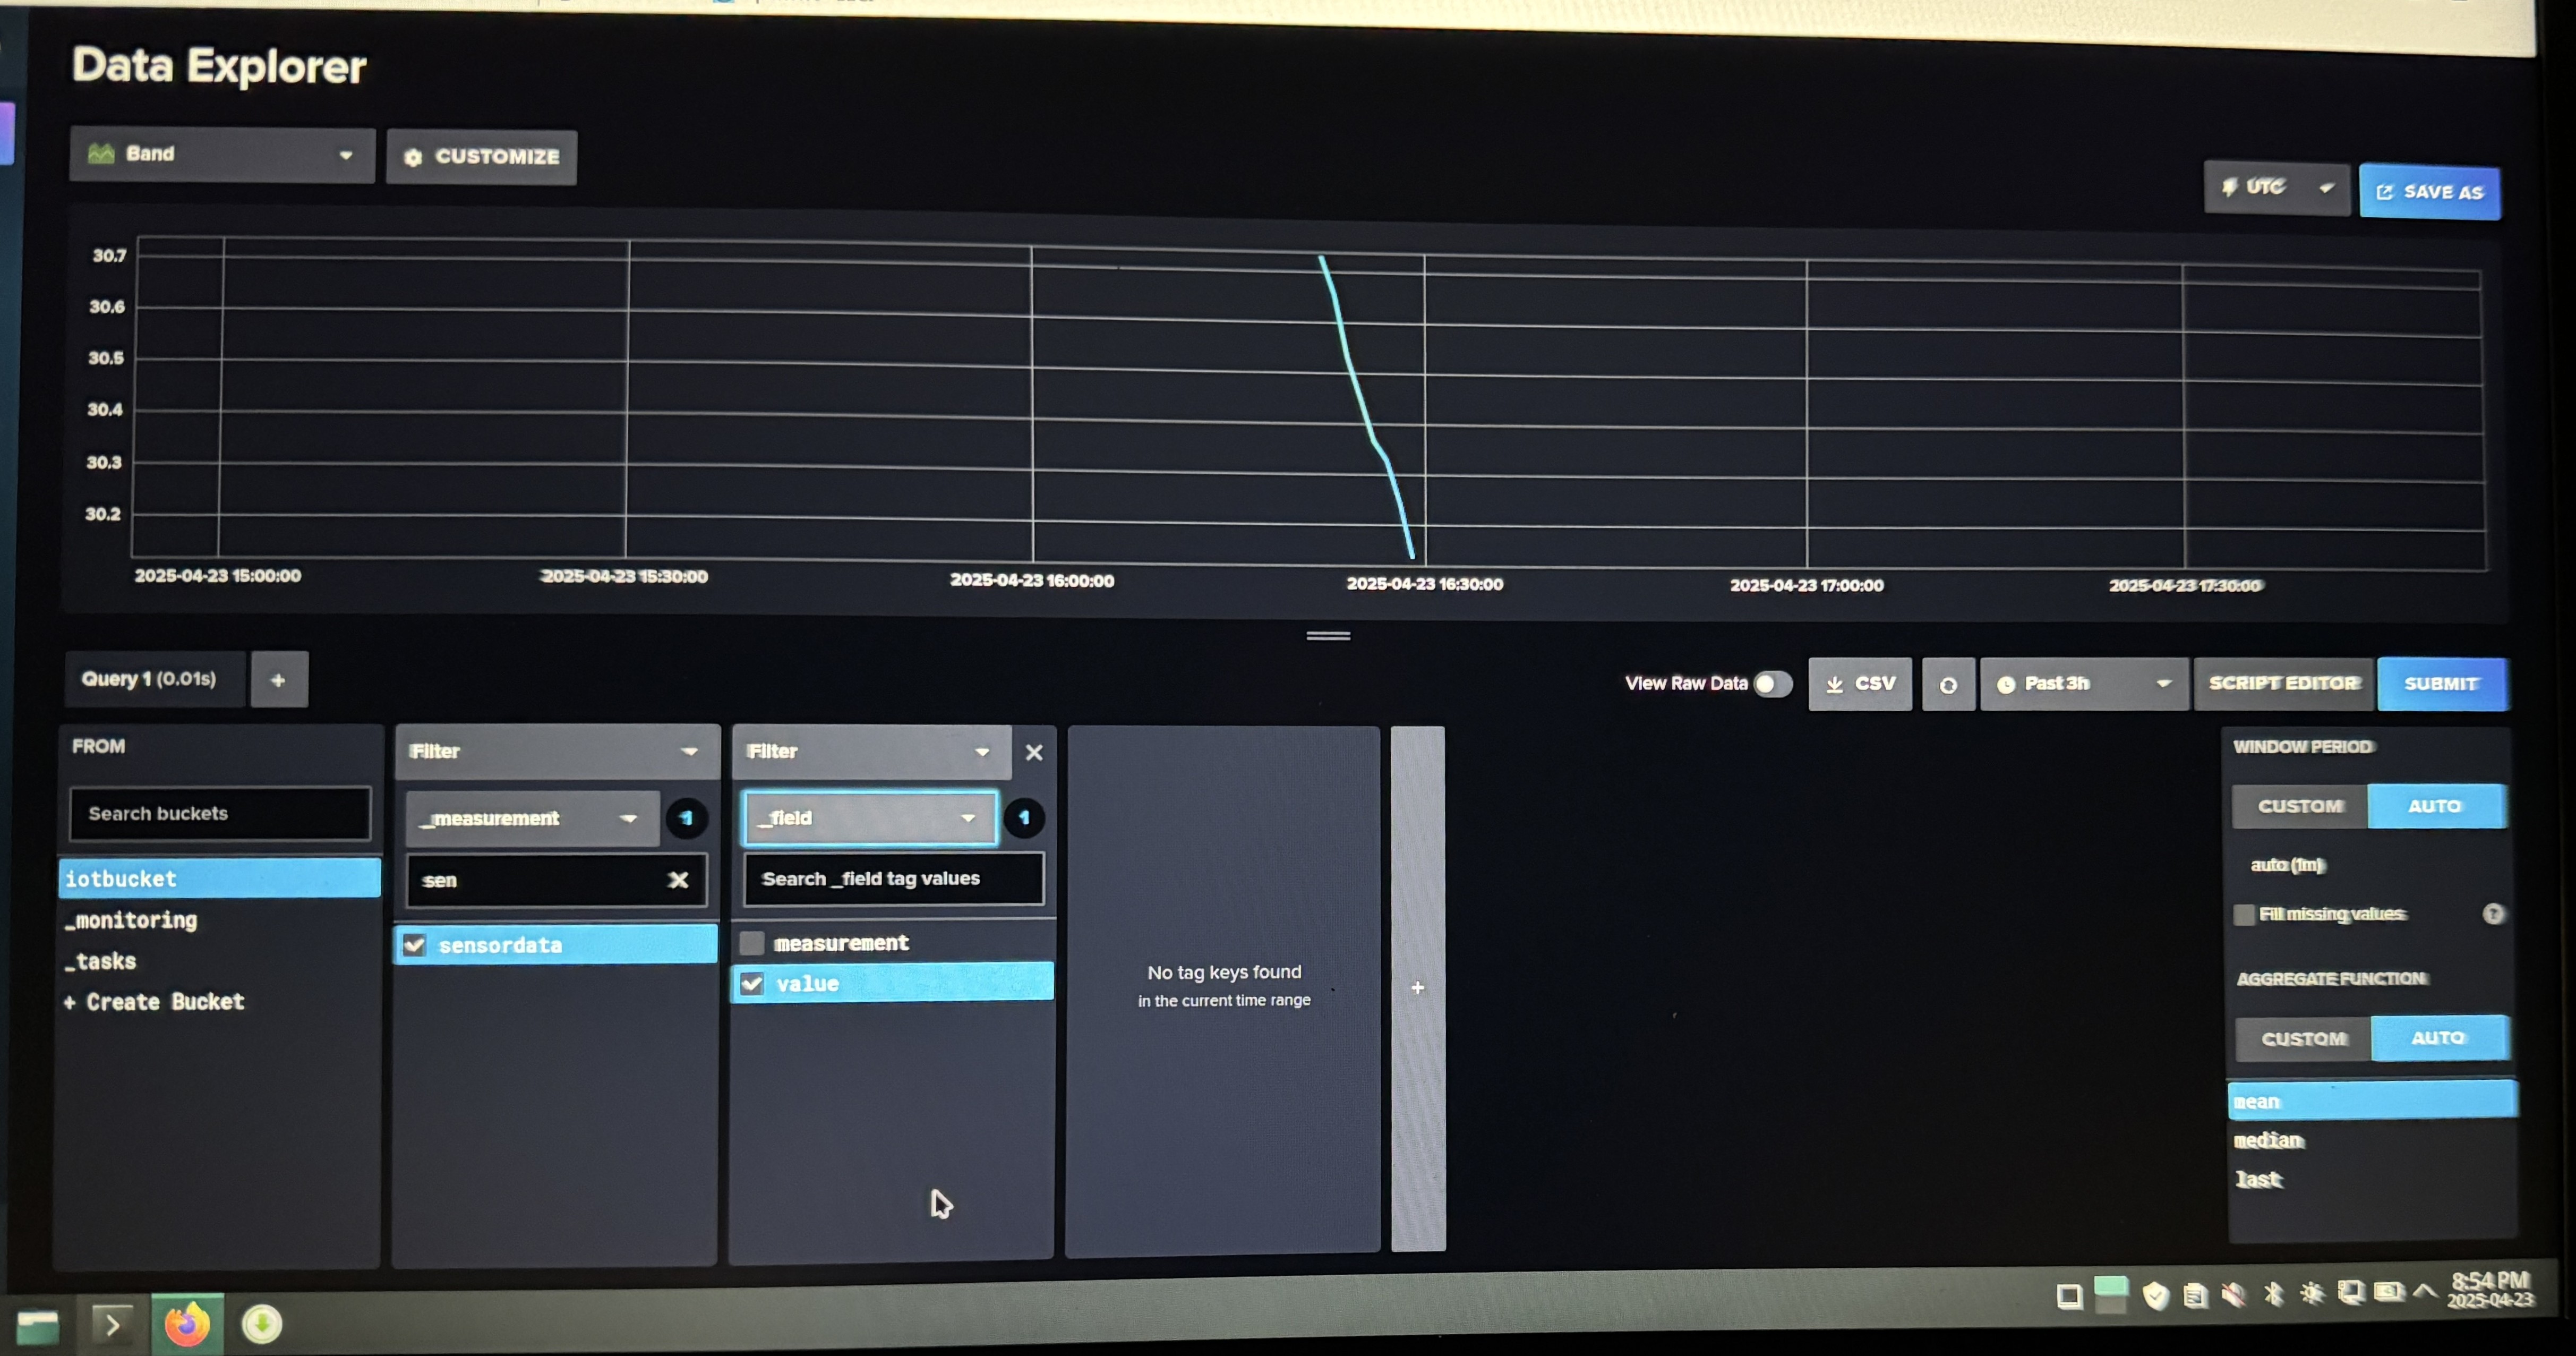 Data Explorer
Band
CUSTOMIZE
UTC
SAVE AS
30.7
30.6
30.5
30.4
30.3
30.2
2025-04-23 15:00:00
2025-04-23 15:30:00
2025-04-23 16:00:00
2025-04-23 16:30:00
2025-04-23 17:00:00
2025-04-23 17:30:00
Query 1 (0.01s)
+
View Raw Data
CSV
Past 3h
SCRIPT EDITOR
SUBMIT
FROM
Search buckets
iotbucket
_monitoring
_tasks
+ Create Bucket
Filter
_measurement
1
sen
sensordata
Filter
_field
1
Search _field tag values
measurement
value
No tag keys found
in the current time range
+
WINDOW PERIOD
CUSTOM
AUTO
auto (1m)
Fill missing values
?
AGGREGATE FUNCTION
CUSTOM
AUTO
mean
median
last
8:54 PM
2025-04-23